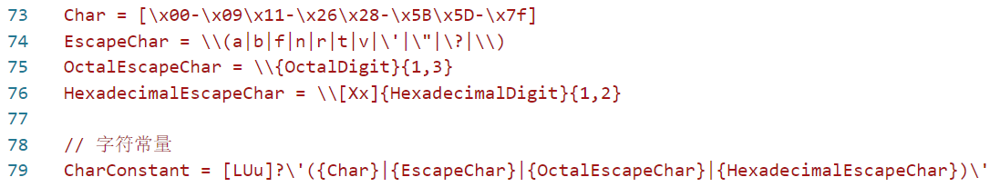 73 Char = [\x00-\x09\x11-\x26\x28-\x5B\x5D-\x7f]
74 EscapeChar = \\(a|b|f|n|r|t|v|\'|\"|\?|\\)
75 OctalEscapeChar = \\{OctalDigit}{1,3}
76 HexadecimalEscapeChar = \\[Xx]{HexadecimalDigit}{1,2}
77
78 // 字符常量
79 CharConstant = [LUu]?\'({Char}|{EscapeChar}|{OctalEscapeChar}|{HexadecimalEscapeChar})\'